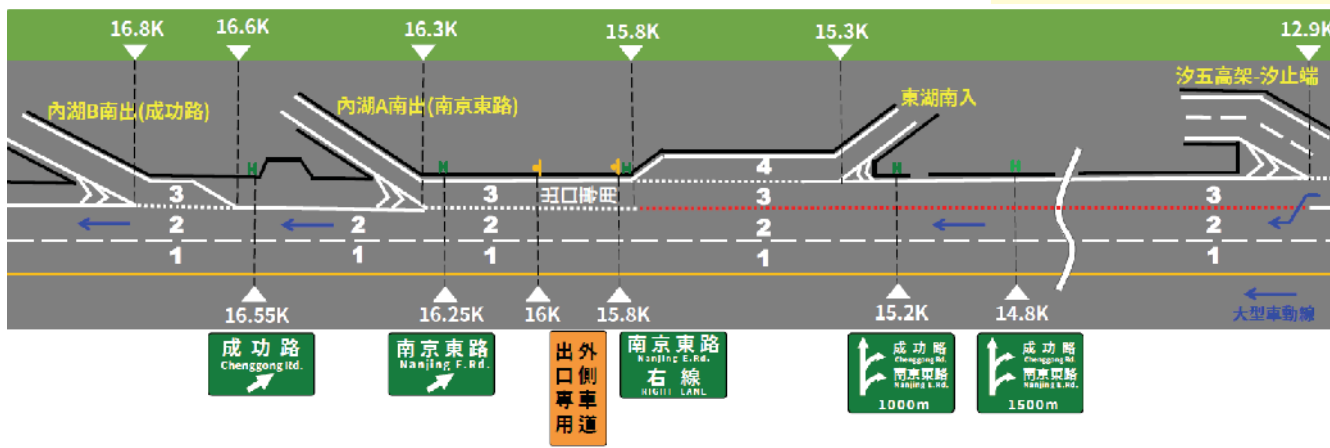 16.8K 16.6K 16.3K 15.8K 15.3K 12.9K
汐五高架-汐止端
內湖B南出(成功路) 內湖A南出(南京東路) 東湖南入
H H H H H
4
3 3 出口專用 3 3
2 2 2 2 2
1 1 1 1 1
16.55K 16.25K 16K 15.8K 15.2K 14.8K 大型車動線
成功路
Chenggong Rd.
南京東路
Nanjing E.Rd.
外側車道
出口專用
南京東路
Nanjing E.Rd.
右線
RIGHT LANE
成功路
Chenggong Rd.
南京東路
Nanjing E.Rd.
1000m
成功路
Chenggong Rd.
南京東路
Nanjing E.Rd.
1500m